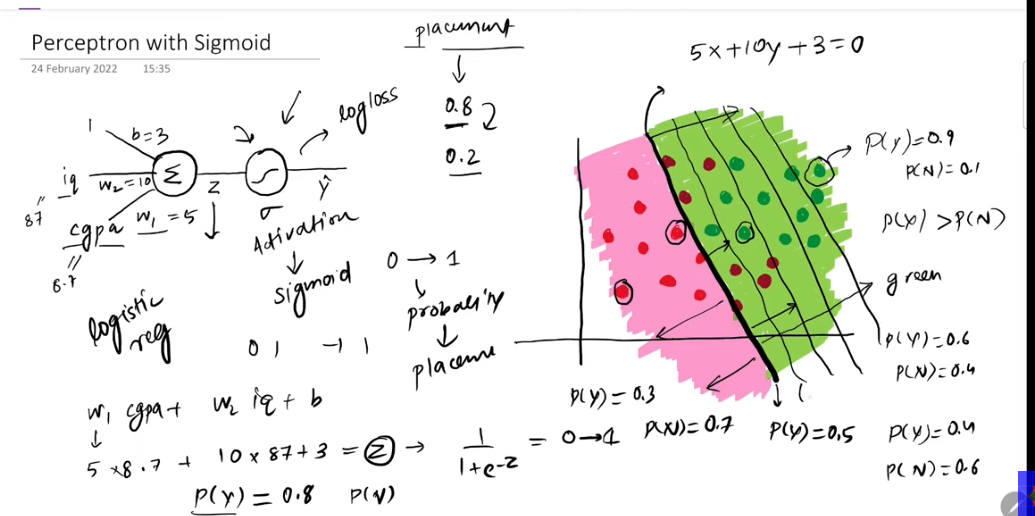 Perceptron with Sigmoid
24 February 2022 15:35
placement
0.8
0.2
5x+10y+3=0
1
b=3
iq
87
w2=10
Σ
Z
w1=5
cgpa
8.7
σ
ŷ
logloss
Activation
sigmoid
0 → 1
probability
logistic
reg
0 1 -1 1
w1 cgpa + w2 iq + b
5 x 8.7 + 10 x 87 + 3 = Z → 1/1+e-z = 0→1
P(Y) = 0.8 P(N)
P(Y)=0.9
P(N)=0.1
P(Y) > P(N)
green
P(Y)=0.6
P(N)=0.4
P(Y) = 0.3
P(N)=0.7
P(Y)=0.5
P(Y)=0.4
P(N)=0.6